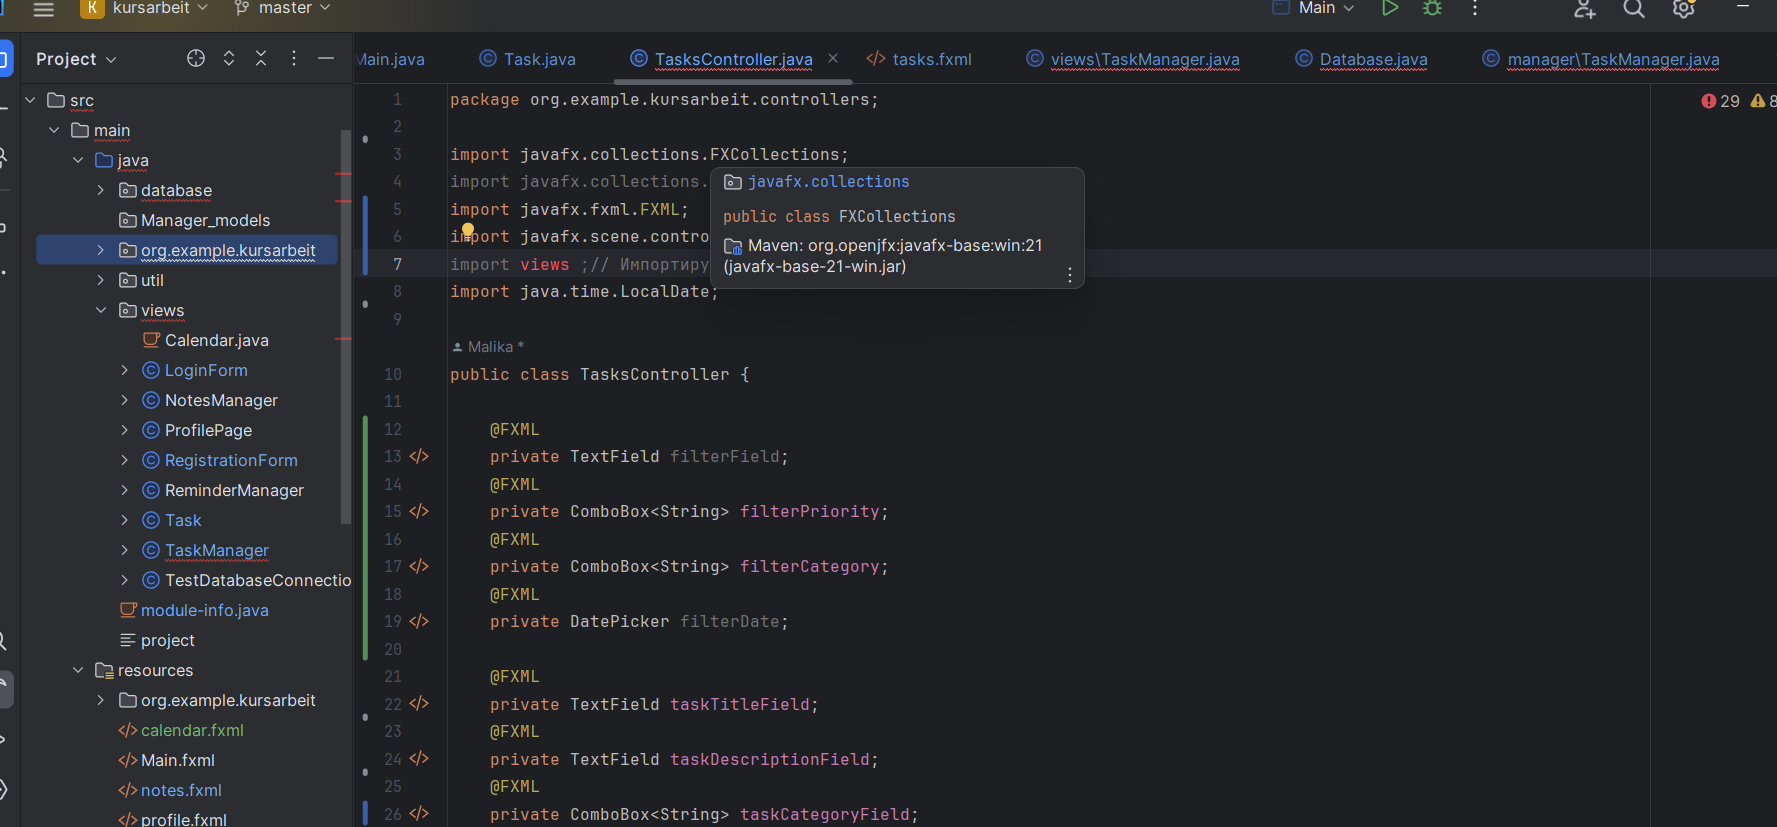 K kursarbeit master Main
Project
src
main
java
database
Manager_models
org.example.kursarbeit
util
views
Calendar.java
LoginForm
NotesManager
ProfilePage
RegistrationForm
ReminderManager
Task
TaskManager
TestDatabaseConnectio
module-info.java
project
resources
org.example.kursarbeit
calendar.fxml
Main.fxml
notes.fxml
profile.fxml
Main.java Task.java TasksController.java tasks.fxml views\TaskManager.java Database.java manager\TaskManager.java
29 8
1 package org.example.kursarbeit.controllers;
2
3 import javafx.collections.FXCollections;
4 import javafx.collections.
5 import javafx.fxml.FXML;
6 import javafx.scene.contro
7 import views ;// Импортиру
8 import java.time.LocalDate;
9
Malika *
10 public class TasksController {
11
12 @FXML
13 private TextField filterField;
14 @FXML
15 private ComboBox<String> filterPriority;
16 @FXML
17 private ComboBox<String> filterCategory;
18 @FXML
19 private DatePicker filterDate;
20
21 @FXML
22 private TextField taskTitleField;
23 @FXML
24 private TextField taskDescriptionField;
25 @FXML
26 private ComboBox<String> taskCategoryField;
javafx.collections
public class FXCollections
Maven: org.openjfx:javafx-base:win:21
(javafx-base-21-win.jar)